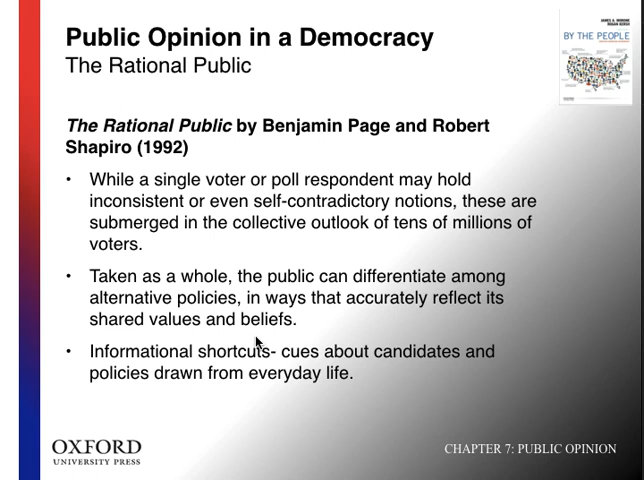 Public Opinion in a Democracy
The Rational Public
JAMES A. MORONE
ROGAN KERSH
BY THE PEOPLE
The Rational Public by Benjamin Page and Robert
Shapiro (1992)
• While a single voter or poll respondent may hold
inconsistent or even self-contradictory notions, these are
submerged in the collective outlook of tens of millions of
voters.
• Taken as a whole, the public can differentiate among
alternative policies, in ways that accurately reflect its
shared values and beliefs.
• Informational shortcuts- cues about candidates and
policies drawn from everyday life.
OXFORD
UNIVERSITY PRESS
CHAPTER 7: PUBLIC OPINION